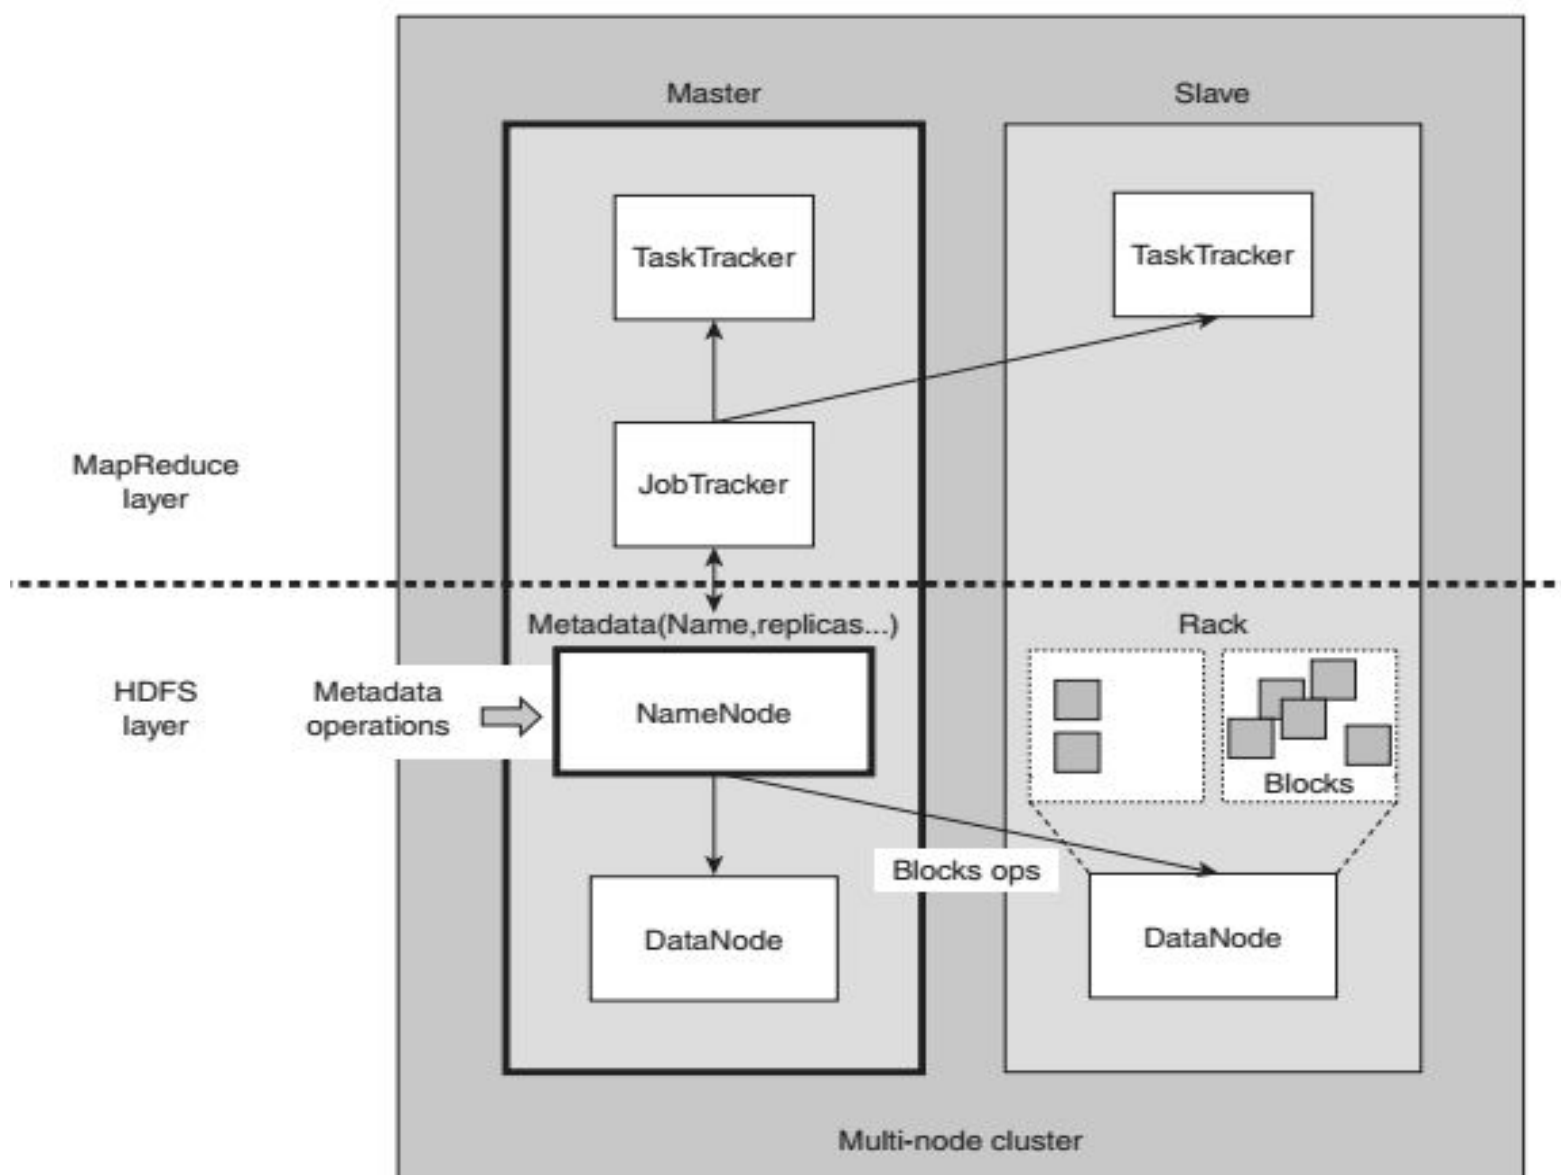 Master
Slave
TaskTracker
TaskTracker
MapReduce
layer
JobTracker
Metadata(Name,replicas...)
Rack
HDFS
layer
Metadata
operations
NameNode
Blocks
Blocks ops
DataNode
DataNode
Multi-node cluster